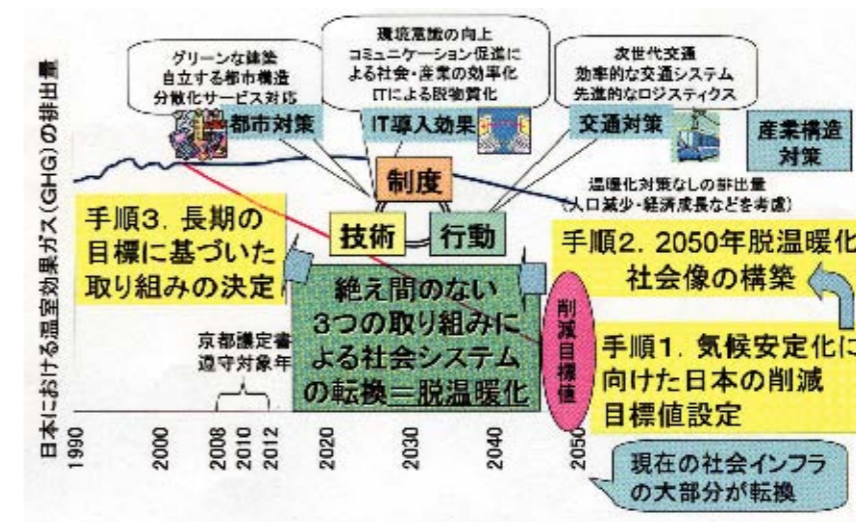 グリーンな建築
自立する都市構造
分散化サービス対応
環境意識の向上
コミュニケーション促進に
よる社会・産業の効率化
ITによる脱物質化
次世代交通
効率的な交通システム
先進的なロジスティクス
都市対策
IT導入効果
交通対策
産業構造
対策
日本における温室効果ガス(GHG)の排出量
制度
技術
行動
温暖化対策なしの排出量
(人口減少・経済成長などを考慮)
手順3. 長期の
目標に基づいた
取り組みの決定
手順2. 2050年脱温暖化
社会像の構築
絶え間のない
3つの取り組みに
よる社会システム
の転換＝脱温暖化
削減目標値
手順1. 気候安定化に
向けた日本の削減
目標値設定
京都議定書
遵守対象年
1990
2000
2008
2010
2012
2020
2030
2040
2050
現在の社会インフラ
の大部分が転換